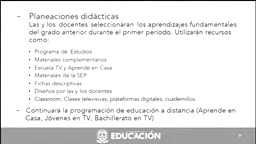 – Planeaciones didácticas
Las y los docentes seleccionarán los aprendizajes fundamentales
del grado anterior durante el primer periodo. Utilizarán recursos
como:
• Programa de Estudios
• Materiales complementarios
• Escuela TV y Aprende en Casa
• Materiales de la SEP
• Fichas descriptivas
• Diseños por las y los docentes
• Classroom, Clases televisivas, plataformas digitales, cuadernillos.
– Continuará la programación de educación a distancia (Aprende en
Casa, Jóvenes en TV, Bachillerato en TV)
EDUCACIÓN